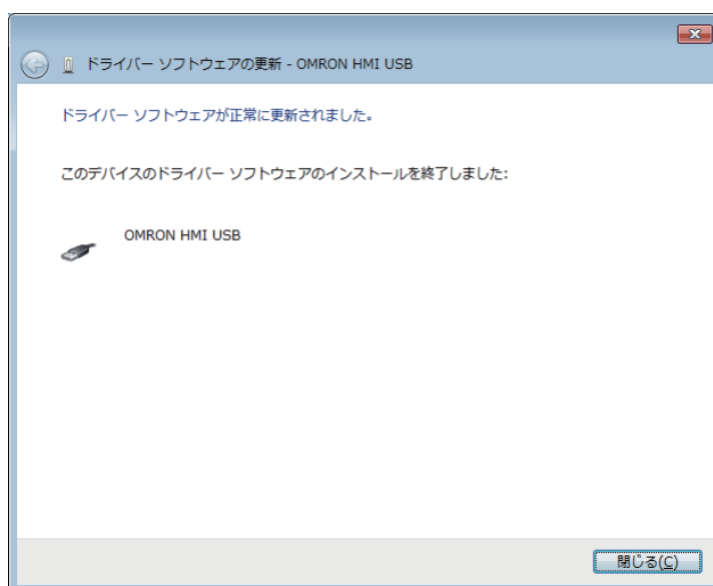 ドライバー ソフトウェアの更新 - OMRON HMI USB
ドライバー ソフトウェアが正常に更新されました。
このデバイスのドライバー ソフトウェアのインストールを終了しました:
OMRON HMI USB
閉じる(C)